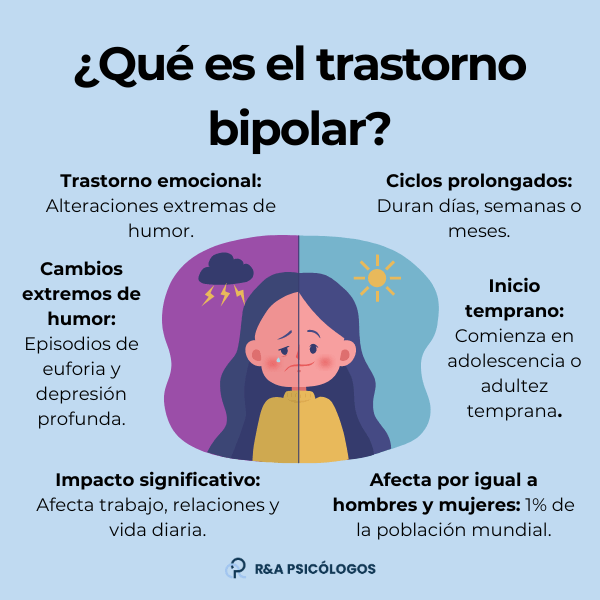 ¿Qué es el trastorno
bipolar?
Trastorno emocional:
Alteraciones extremas de
humor.
Ciclos prolongados:
Duran días, semanas o
meses.
Cambios
extremos de
humor:
Episodios de
euforia y
depresión
profunda.
Inicio
temprano:
Comienza en
adolescencia o
adultez
temprana.
Impacto significativo:
Afecta trabajo, relaciones y
vida diaria.
Afecta por igual a
hombres y mujeres: 1% de
la población mundial.
R&A PSICÓLOGOS